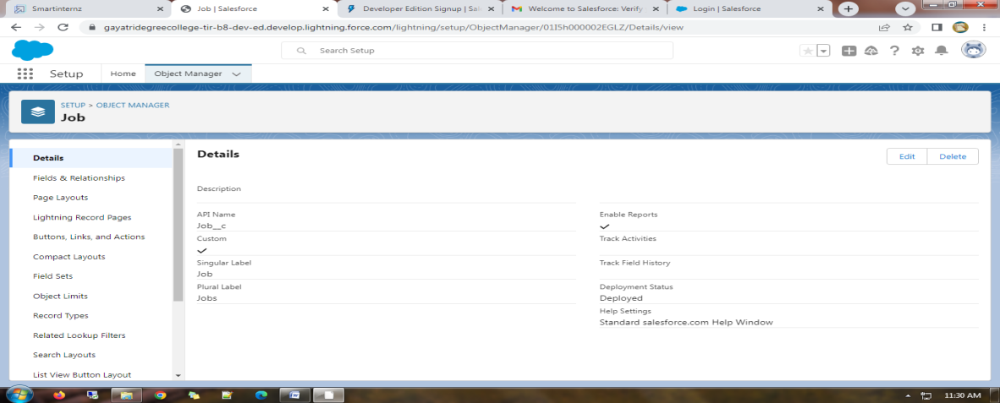 Smartinternz
Job | Salesforce
Developer Edition Signup | Sal
Welcome to Salesforce: Verify
Login | Salesforce
gayatridegreecollege-tir-b8-dev-ed.develop.lightning.force.com/lightning/setup/ObjectManager/01I5h000002EGLZ/Details/view
Search Setup
Setup Home Object Manager
SETUP > OBJECT MANAGER
Job
Details
Fields & Relationships
Page Layouts
Lightning Record Pages
Buttons, Links, and Actions
Compact Layouts
Field Sets
Object Limits
Record Types
Related Lookup Filters
Search Layouts
List View Button Layout
Details
Edit Delete
Description
API Name
Job__c
Custom
Singular Label
Job
Plural Label
Jobs
Enable Reports
Track Activities
Track Field History
Deployment Status
Deployed
Help Settings
Standard salesforce.com Help Window
11:30 AM